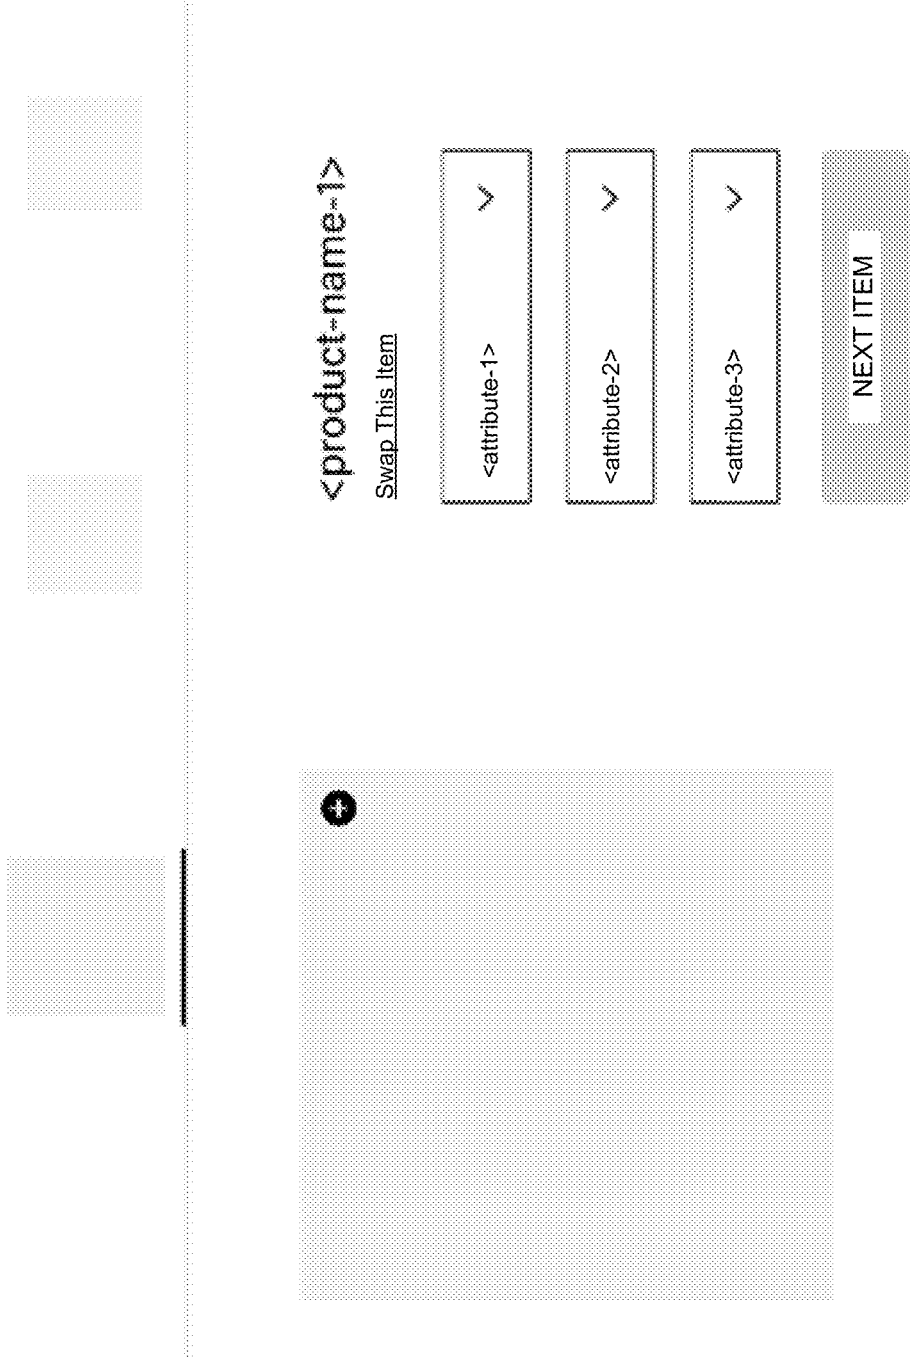 <product-name-1>
Swap This Item
<attribute-1>
<attribute-2>
<attribute-3>
NEXT ITEM